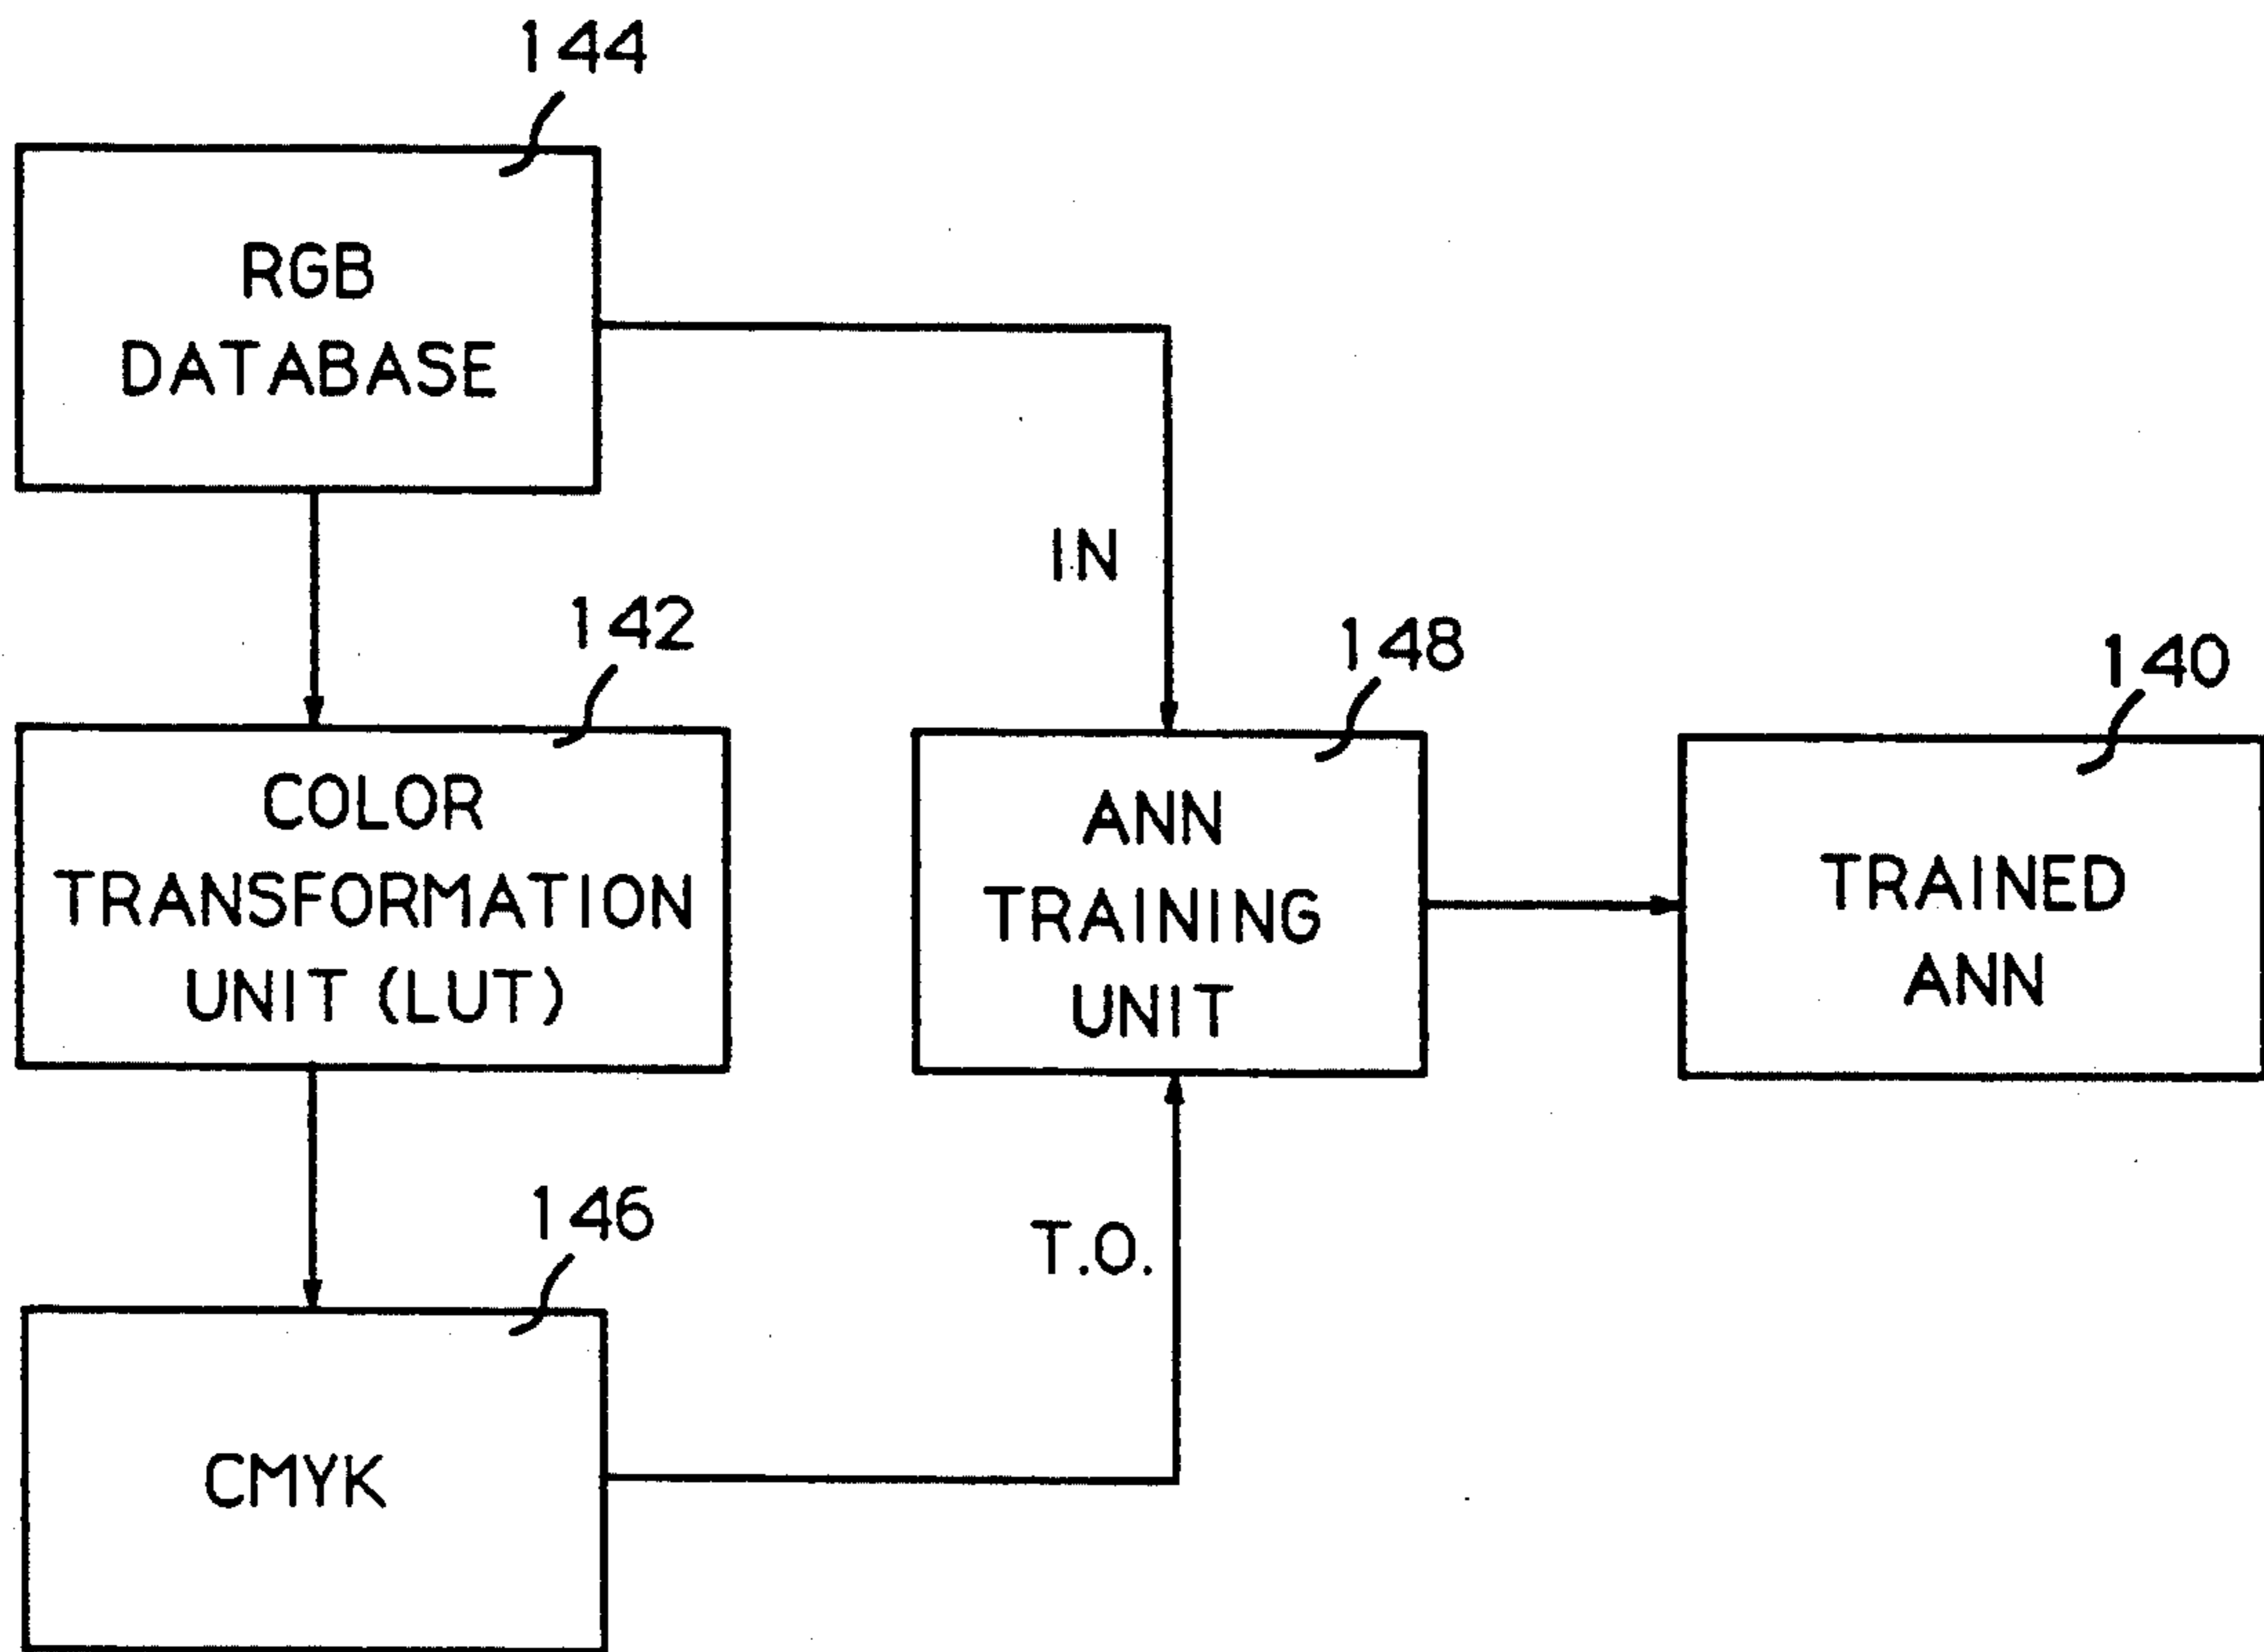 144
RGB
DATABASE
IN
142
COLOR
TRANSFORMATION
UNIT (LUT)
148
ANN
TRAINING
UNIT
140
TRAINED
ANN
146
CMYK
T.O.